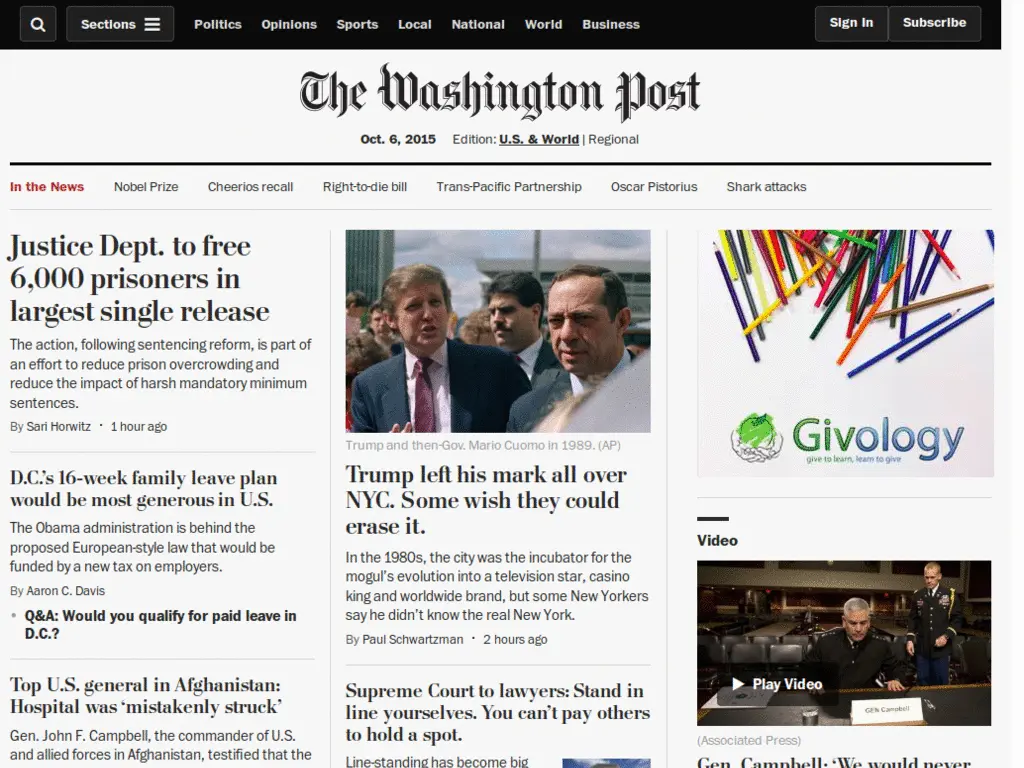 Sections
Politics
Opinions
Sports
Local
National
World
Business
Sign In
Subscribe
The Washington Post
Oct. 6, 2015 Edition: U.S. & World | Regional
In the News
Nobel Prize
Cheerios recall
Right-to-die bill
Trans-Pacific Partnership
Oscar Pistorius
Shark attacks
Justice Dept. to free
6,000 prisoners in
largest single release
The action, following sentencing reform, is part of
an effort to reduce prison overcrowding and
reduce the impact of harsh mandatory minimum
sentences.
By Sari Horwitz • 1 hour ago
D.C.’s 16-week family leave plan
would be most generous in U.S.
The Obama administration is behind the
proposed European-style law that would be
funded by a new tax on employers.
By Aaron C. Davis
• Q&A: Would you qualify for paid leave in
D.C.?
Top U.S. general in Afghanistan:
Hospital was ‘mistakenly struck’
Gen. John F. Campbell, the commander of U.S.
and allied forces in Afghanistan, testified that the
Trump and then-Gov. Mario Cuomo in 1989. (AP)
Trump left his mark all over
NYC. Some wish they could
erase it.
In the 1980s, the city was the incubator for the
mogul’s evolution into a television star, casino
king and worldwide brand, but some New Yorkers
say he didn’t know the real New York.
By Paul Schwartzman • 2 hours ago
Supreme Court to lawyers: Stand in
line yourselves. You can’t pay others
to hold a spot.
Line-standing has become big
Givology
give to learn, learn to give
Video
Play Video
GEN Campbell
(Associated Press)
Gen. Campbell: ‘We would never